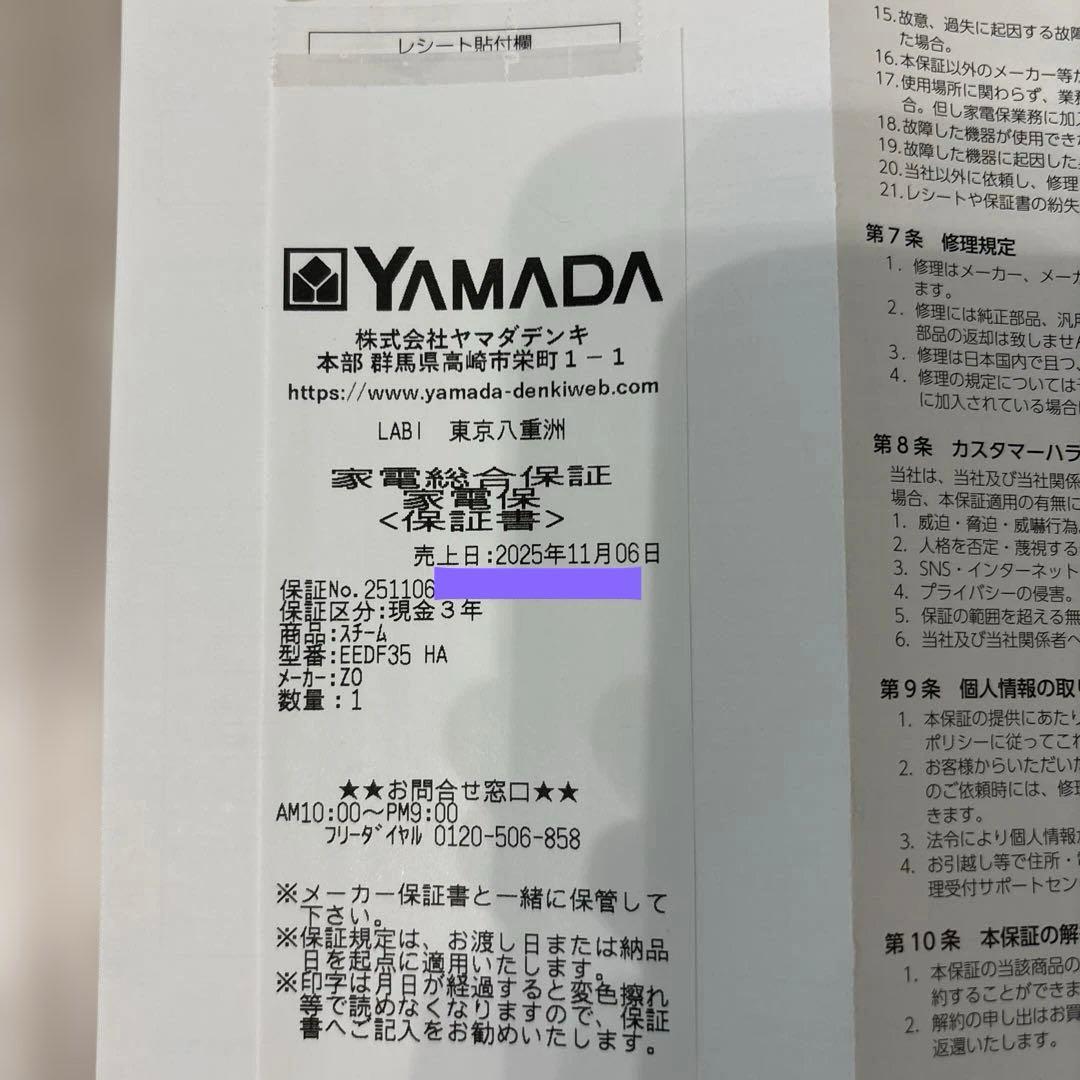 レシート貼付欄
YAMADA
株式会社ヤマダデンキ
本部 群馬県高崎市栄町1-1
https://www.yamada-denkiweb.com
LABI 東京八重洲
家電総合保証
家電保
<保証書>
売上日:2025年11月06日
保証No.251106
保証区分:現金3年
商品:スチーム
型番:EEDF35 HA
メーカー:ZO
数量:1
★★お問合せ窓口★★
AM10:00～PM9:00
フリーダイヤル 0120-506-858
※メーカー保証書と一緒に保管して
下さい。
※保証規定は、お渡し日または納品
日を起点に適用いたします。
※印字は月日が経過すると変色擦れ
等で読めなくなりますので、保証
書へご記入をお勧めいたします。
15.故意、過失に起因する故障
た場合。
16.本保証以外のメーカー等が
17.使用場所に関わらず、業務
合。但し家電保業務に加入
18.故障した機器が使用できな
19.故障した機器に起因した
20.当社以外に依頼し、修理
21.レシートや保証書の紛失
第7条 修理規定
1. 修理はメーカー、メーカ
ます。
2. 修理には純正部品、汎用
部品の返却は致しません
3. 修理は日本国内で且つ、
4. 修理の規定については
に加入されている場合
第8条 カスタマーハラ
当社は、当社及び当社関係
場合、本保証適用の有無に
1. 威迫・脅迫・威嚇行為
2. 人格を否定・蔑視する
3. SNS・インターネット
4. プライバシーの侵害。
5. 保証の範囲を超える無
6. 当社及び当社関係者へ
第9条 個人情報の取り
1. 本保証の提供にあたり
ポリシーに従ってこれ
2. お客様からいただいた
のご依頼時には、修理
きます。
3. 法令により個人情報が
4. お引越し等で住所・
理受付サポートセン
第10条 本保証の解
1. 本保証の当該商品の
約することができま
2. 解約の申し出はお買
返還いたします。